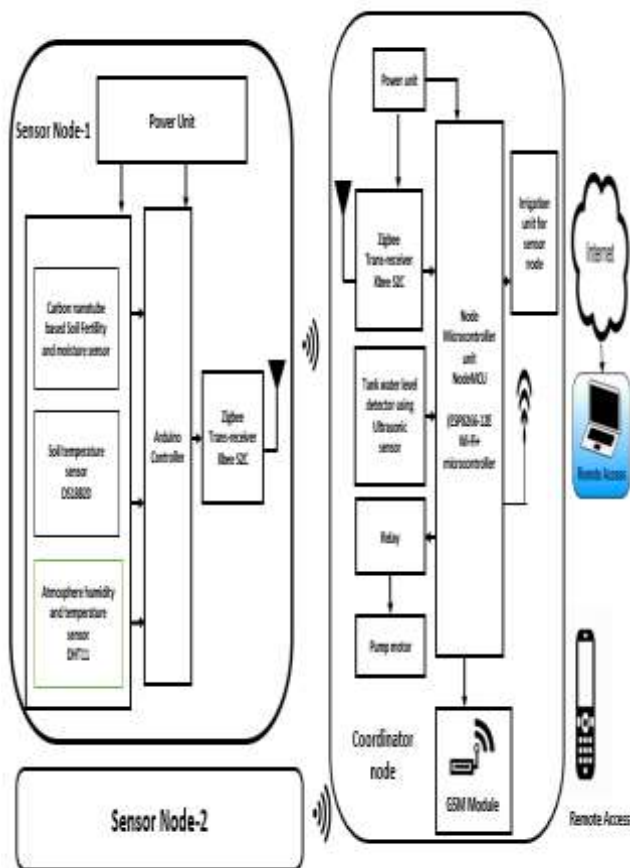 Sensor Node-1
Power Unit
Carbon nanotube
based Soil Fertility
and moisture sensor
Soil temperature
sensor
DS18B20
Atmosphere humidity
and temperature
sensor
DHT11
Arduino
Controller
Zigbee
Trans-receiver
Xbee S2C
Sensor Node-2
Power unit
Zigbee
Trans-receiver
Xbee S2C
Tank water level
detector using
Ultrasonic
sensor
Relay
Pump motor
Node
Microcontroller
unit
NodeMCU
(ESP8266-12E
Wi-Fi+
microcontroller
Irrigation
unit for
sensor
node
Coordinator
node
GSM Module
Internet
Remote Access
Remote Access